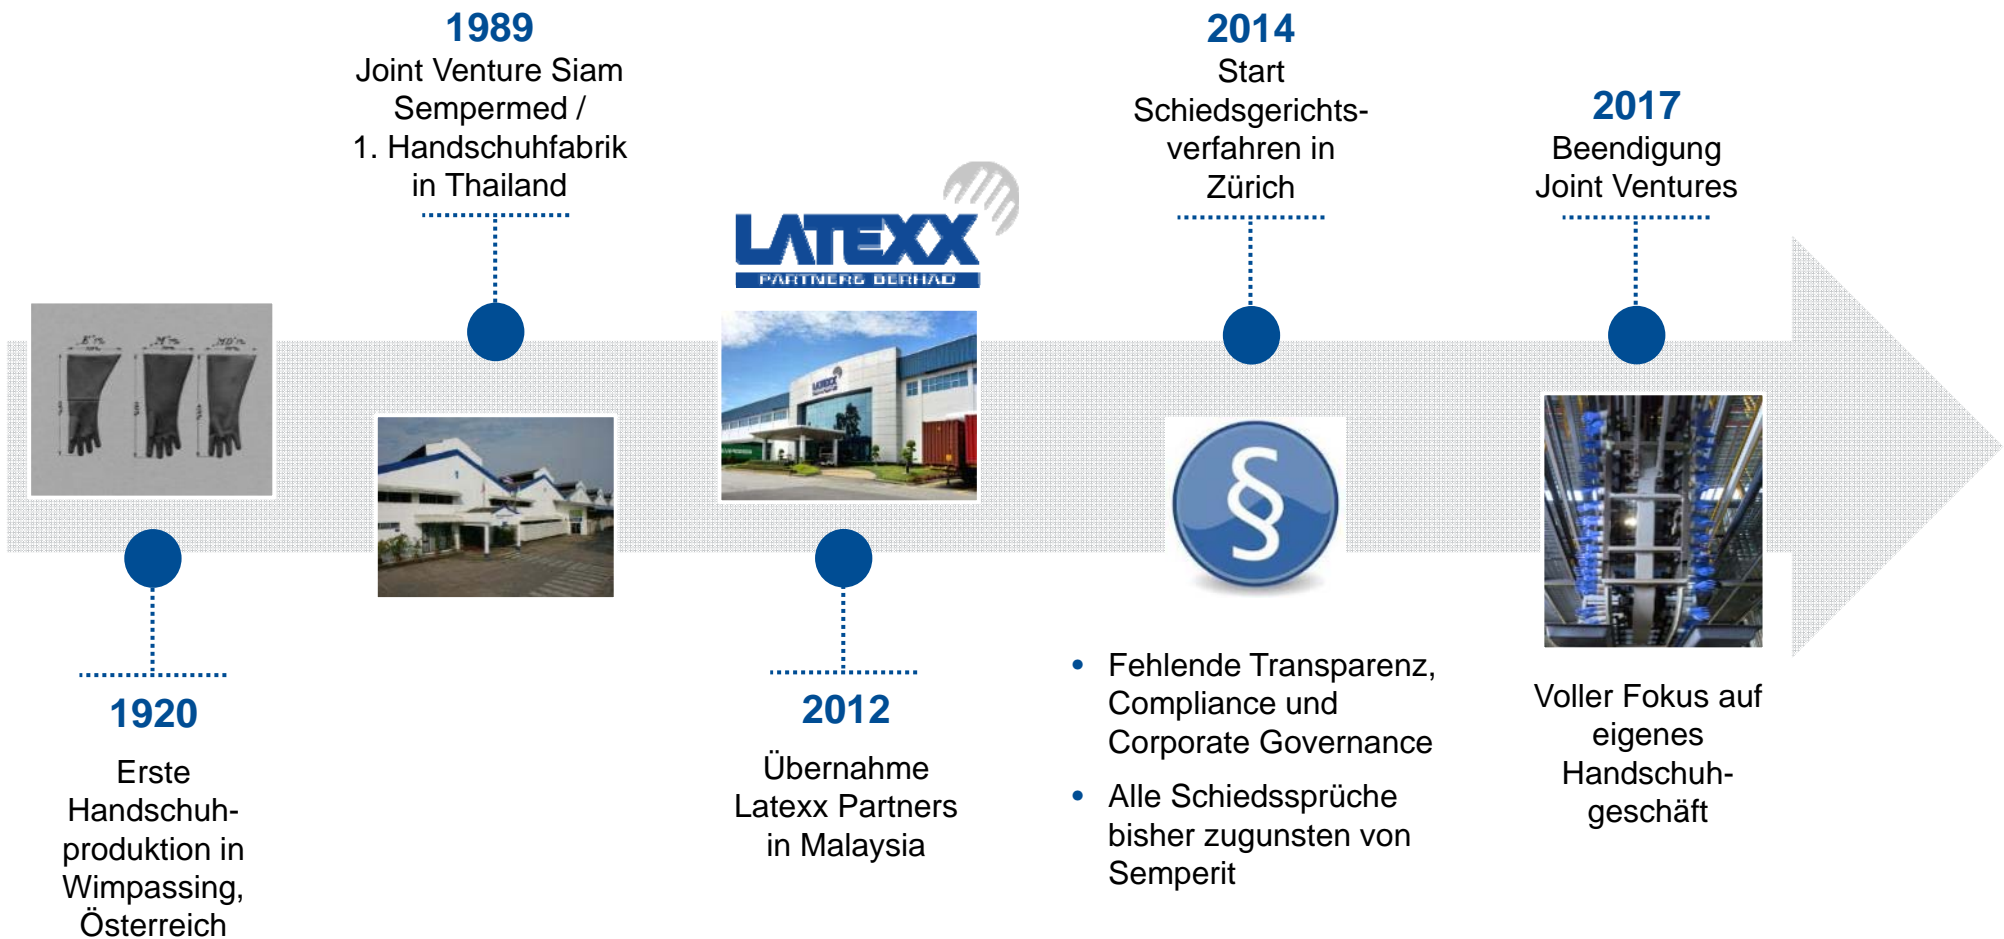 1989
Joint Venture Siam
Sempermed /
1. Handschuhfabrik
in Thailand
2014
Start
Schiedsgerichts-
verfahren in
Zürich
2017
Beendigung
Joint Ventures
LATEXX
PARTNERS BERHAD
LATEXX
1920
Erste
Handschuh-
produktion in
Wimpassing,
Österreich
2012
Übernahme
Latexx Partners
in Malaysia
§
• Fehlende Transparenz,
Compliance und
Corporate Governance
• Alle Schiedssprüche
bisher zugunsten von
Semperit
Voller Fokus auf
eigenes
Handschuh-
geschäft